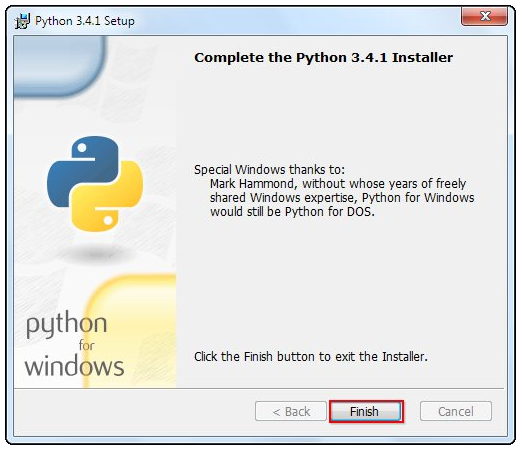 Python 3.4.1 Setup
Complete the Python 3.4.1 Installer
Special Windows thanks to:
Mark Hammond, without whose years of freely
shared Windows expertise, Python for Windows
would still be Python for DOS.
python
for
windows
Click the Finish button to exit the Installer.
< Back
Finish
Cancel